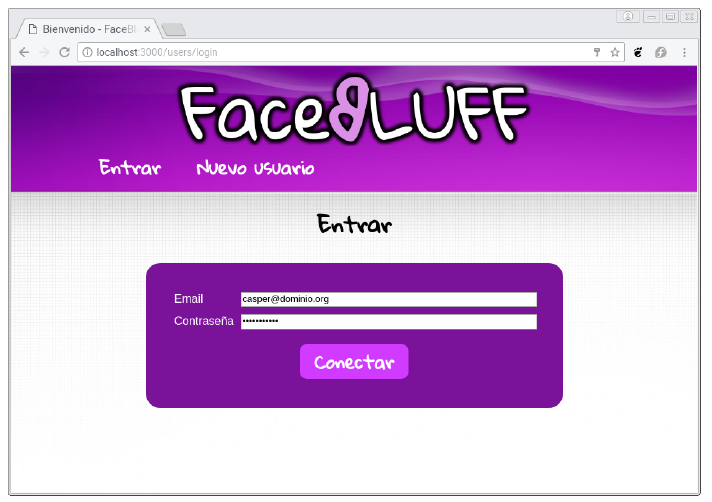 Bienvenido - FaceBl
localhost:3000/users/login
FaceBLUFF
Entrar Nuevo usuario
Entrar
Email casper@dominio.org
Contraseña •••••••••••
Conectar